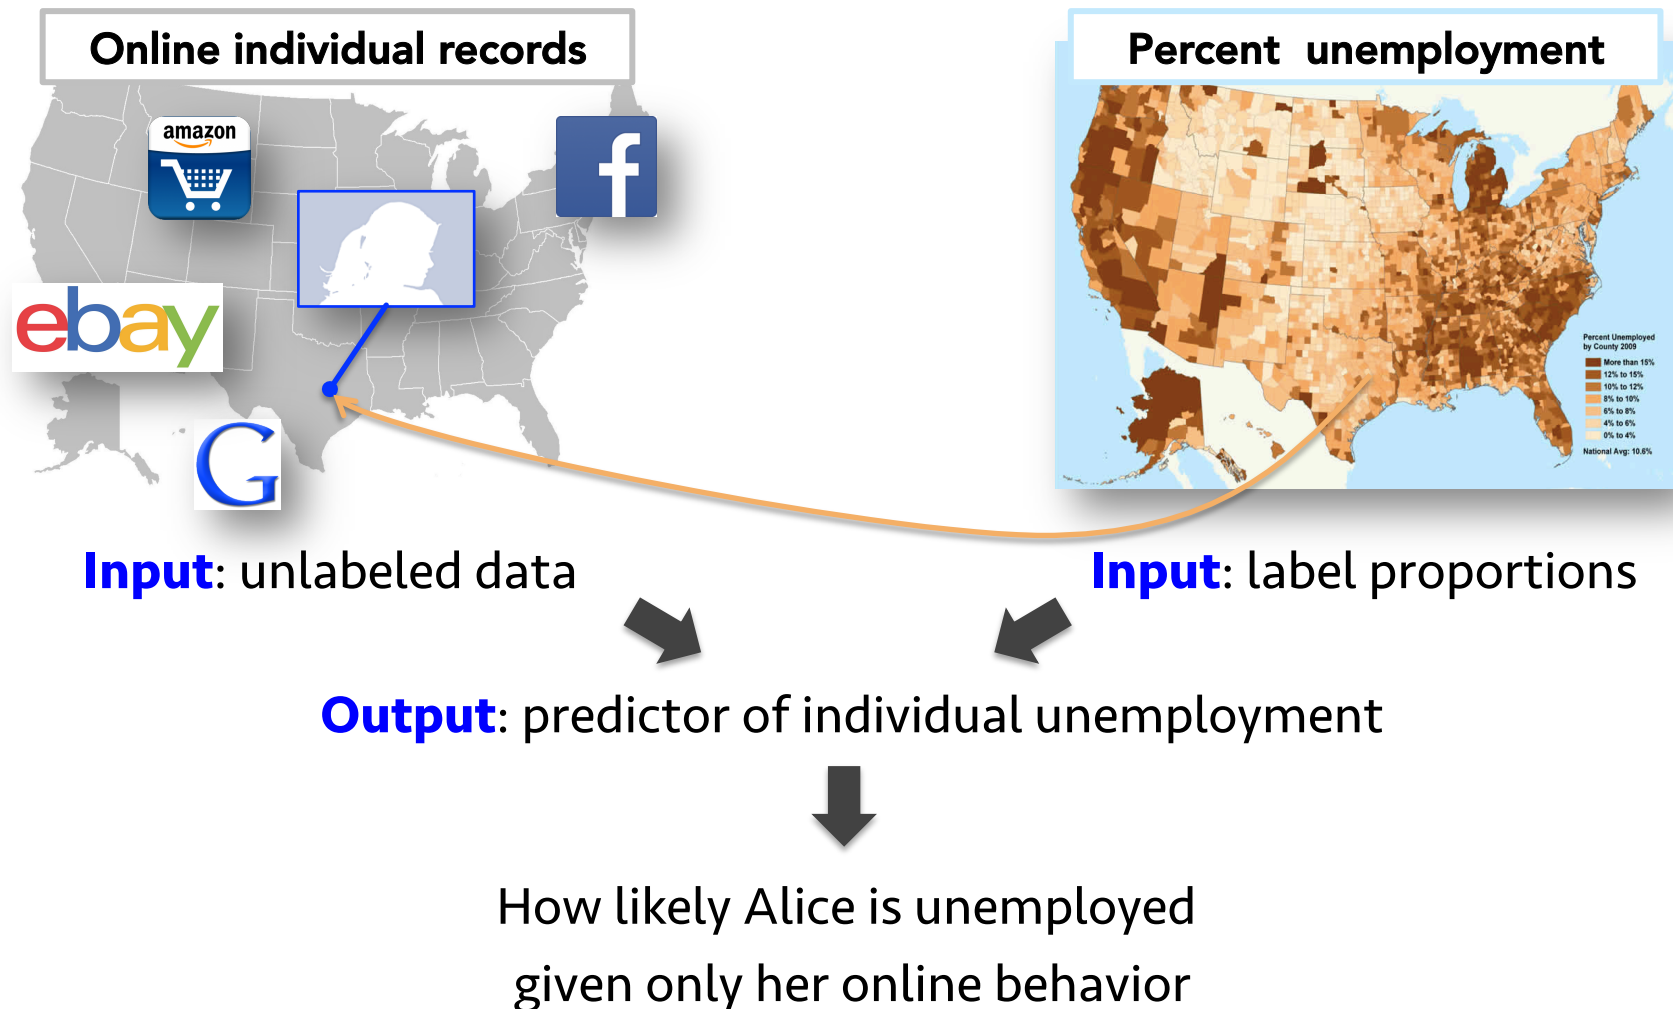 Online individual records
Percent unemployment
amazon
f
ebay
G
Percent Unemployed
by County 2009
More than 15%
12% to 15%
10% to 12%
8% to 10%
6% to 8%
4% to 6%
0% to 4%
National Avg: 10.6%
Input: unlabeled data
Input: label proportions
Output: predictor of individual unemployment
How likely Alice is unemployed
given only her online behavior